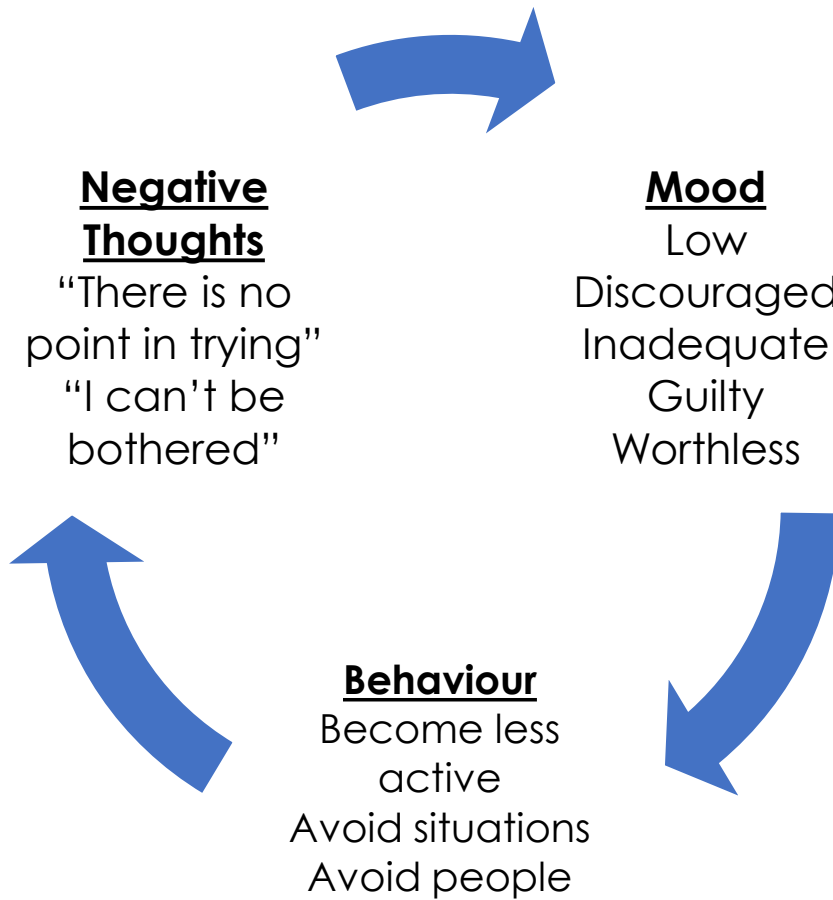 Negative
Thoughts
“There is no
point in trying”
“I can’t be
bothered”
Mood
Low
Discouraged
Inadequate
Guilty
Worthless
Behaviour
Become less
active
Avoid situations
Avoid people